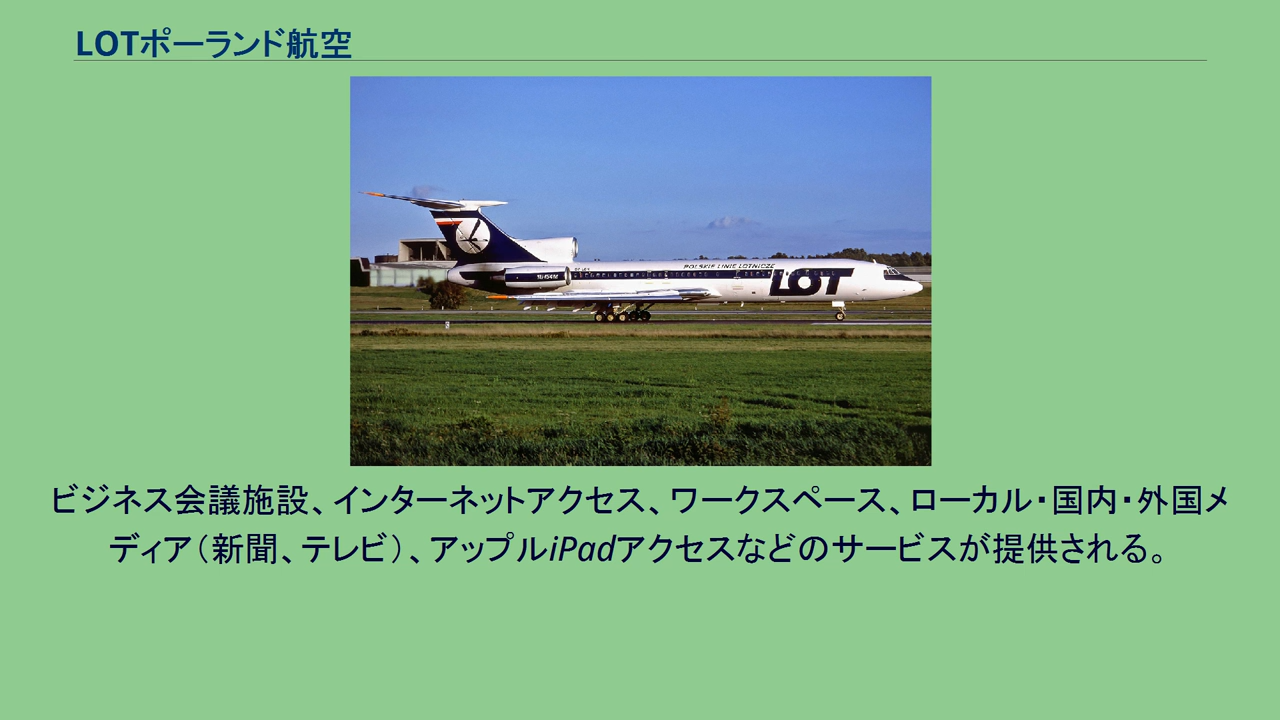 LOTポーランド航空
POLSKIE LINIE LOTNICZE
LOT
ビジネス会議施設、インターネットアクセス、ワークスペース、ローカル・国内・外国メ
ディア（新聞、テレビ）、アップルiPadアクセスなどのサービスが提供される。